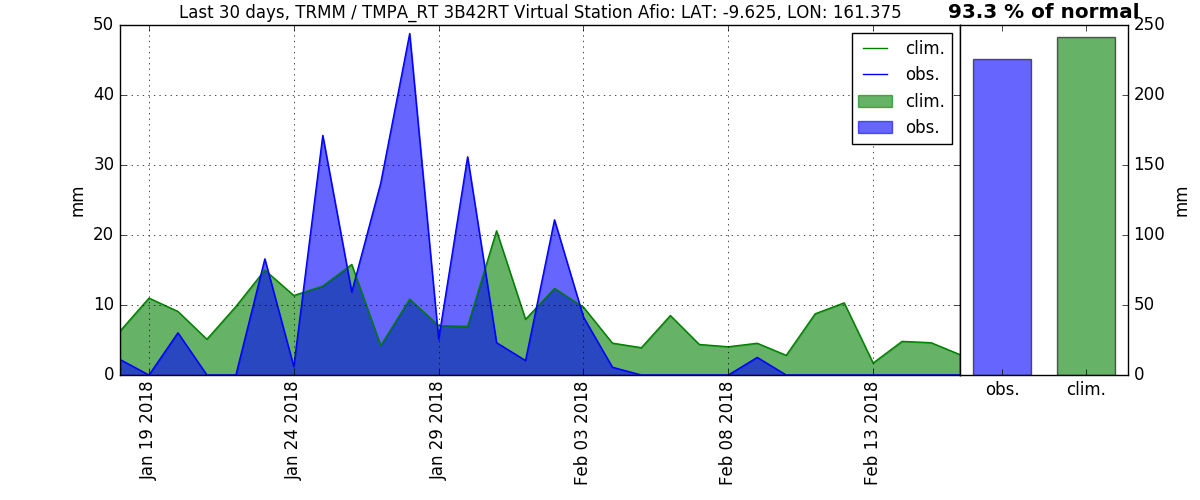 Last 30 days, TRMM / TMPA_RT 3B42RT Virtual Station Afio: LAT: -9.625, LON: 161.375
93.3 % of normal
50
40
30
20
10
0
mm
clim.
obs.
clim.
obs.
250
200
150
100
50
0
mm
Jan 19 2018
Jan 24 2018
Jan 29 2018
Feb 03 2018
Feb 08 2018
Feb 13 2018
obs.
clim.